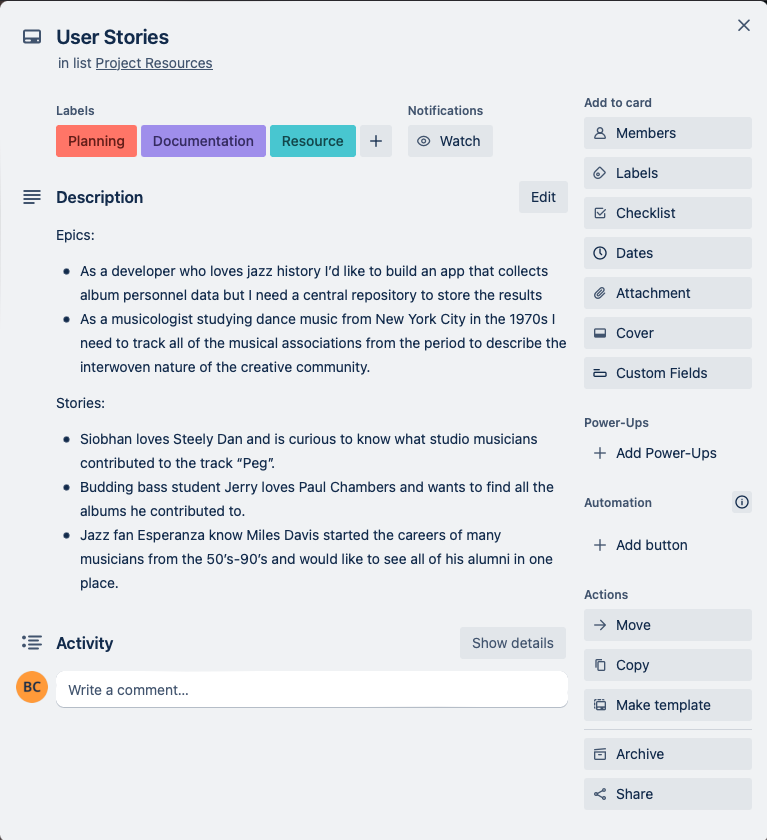 User Stories
in list Project Resources
Labels
Planning
Documentation
Resource
Notifications
Watch
Description
Edit
Epics:
As a developer who loves jazz history I’d like to build an app that collects
album personnel data but I need a central repository to store the results
As a musicologist studying dance music from New York City in the 1970s I
need to track all of the musical associations from the period to describe the
interwoven nature of the creative community.
Stories:
Siobhan loves Steely Dan and is curious to know what studio musicians
contributed to the track “Peg”.
Budding bass student Jerry loves Paul Chambers and wants to find all the
albums he contributed to.
Jazz fan Esperanza know Miles Davis started the careers of many
musicians from the 50’s-90’s and would like to see all of his alumni in one
place.
Activity
Show details
BC
Write a comment…
Add to card
Members
Labels
Checklist
Dates
Attachment
Cover
Custom Fields
Power-Ups
Add Power-Ups
Automation
Add button
Actions
Move
Copy
Make template
Archive
Share